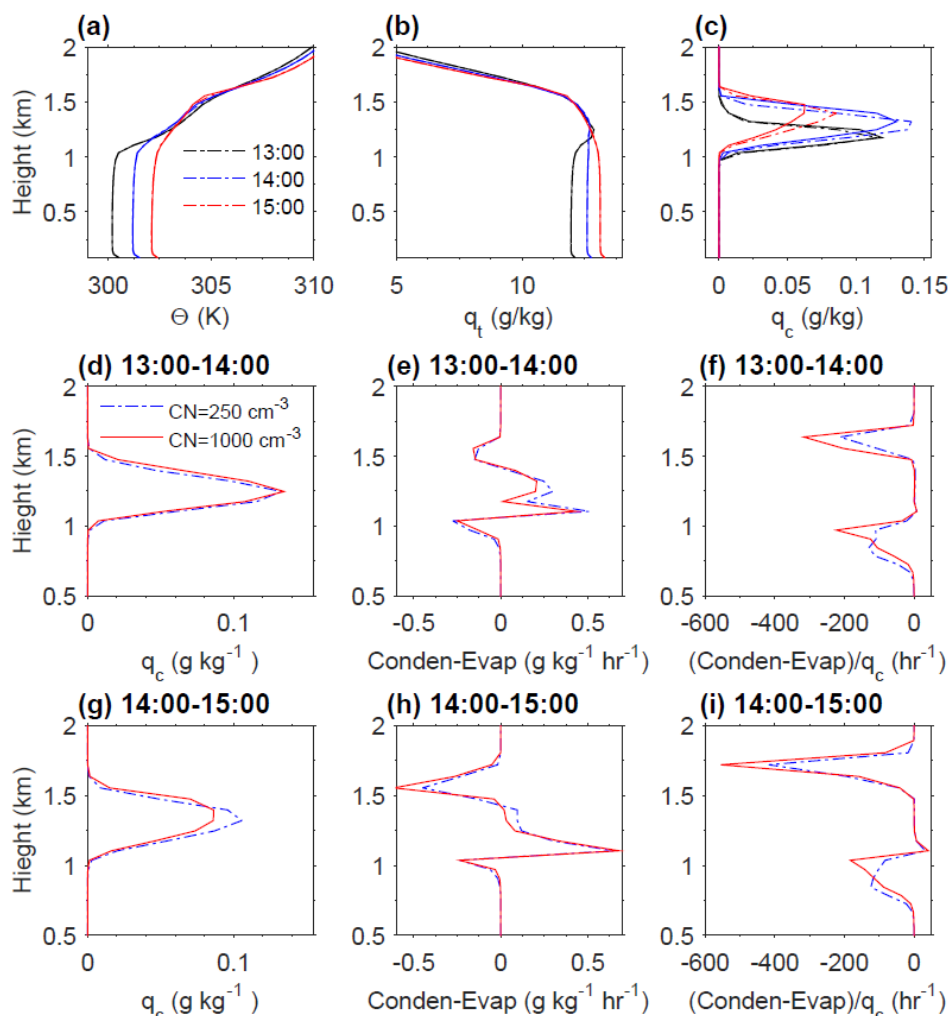 (a)
(b)
(c)
2
1.5
1
0.5
Height (km)
13:00
14:00
15:00
300
310
Θ (K)
2
1.5
1
0.5
5
10
q_t (g/kg)
2
1.5
1
0.5
0
0.05
0.1
0.15
q_c (g/kg)
(d) 13:00-14:00
(e) 13:00-14:00
(f) 13:00-14:00
2
1.5
1
0.5
Hieght (km)
CN=250 cm⁻³
CN=1000 cm⁻³
0
0.1
q_c (g kg⁻¹ )
2
1.5
1
0.5
-0.5
0
0.5
Conden-Evap (g kg⁻¹ hr⁻¹)
2
1.5
1
0.5
-600
-400
-200
0
(Conden-Evap)/q_c (hr⁻¹)
(g) 14:00-15:00
(h) 14:00-15:00
(i) 14:00-15:00
2
1.5
1
0.5
Hieght (km)
0
0.1
q_c (g kg⁻¹ )
2
1.5
1
0.5
-0.5
0
0.5
Conden-Evap (g kg⁻¹ hr⁻¹)
2
1.5
1
0.5
-600
-400
-200
0
(Conden-Evap)/q_c (hr⁻¹)